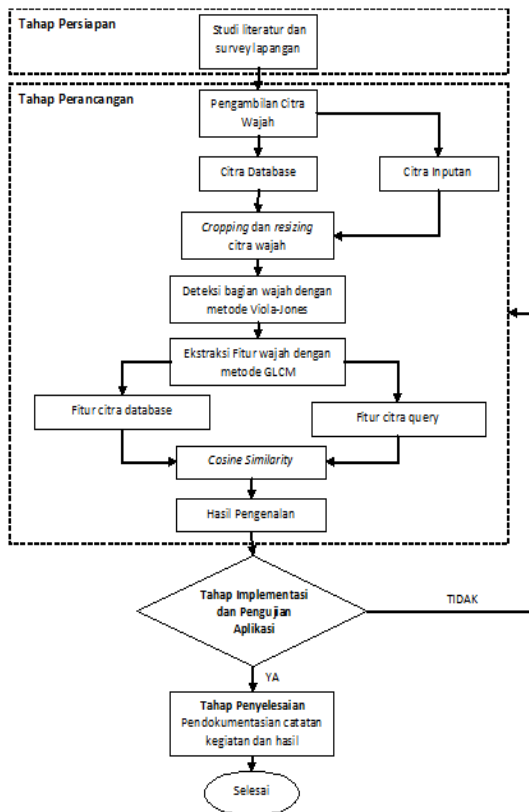 Tahap Persiapan
Studi literatur dan
survey lapangan
Tahap Perancangan
Pengambilan Citra
Wajah
Citra Database
Citra Inputan
Cropping dan resizing
citra wajah
Deteksi bagian wajah dengan
metode Viola-Jones
Ekstraksi Fitur wajah dengan
metode GLCM
Fitur citra database
Fitur citra query
Cosine Similarity
Hasil Pengenalan
Tahap Implementasi
dan Pengujian
Aplikasi
TIDAK
YA
Tahap Penyelesaian
Pendokumentasian catatan
kegiatan dan hasil
Selesai